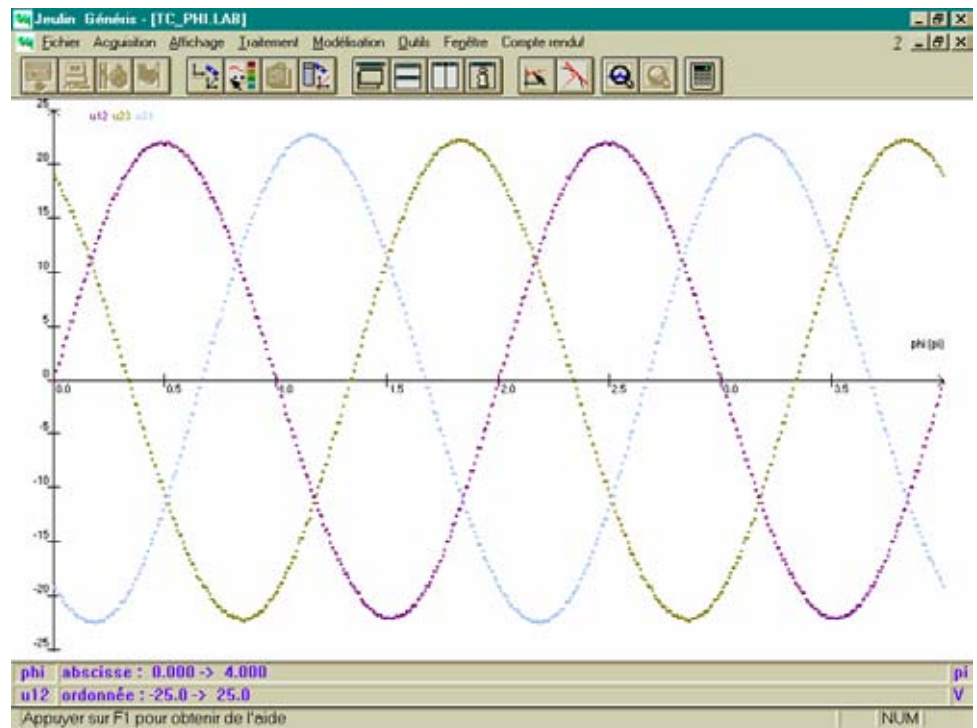 Jeulin Généris - [TC_PHI.LAB]
Fichier Acquisition Affichage Traitement Modélisation Outils Fenêtre Compte rendu! ?
25
u12 u23 u31
20
15
10
5
phi (pi)
0
0.0 0.5 1.0 1.5 2.0 2.5 3.0 3.5
-5
-10
-15
-20
-25
phi abscisse : 0.000 -> 4.000 pi
u12 ordonnée : -25.0 -> 25.0 V
Appuyer sur F1 pour obtenir de l'aide NUM